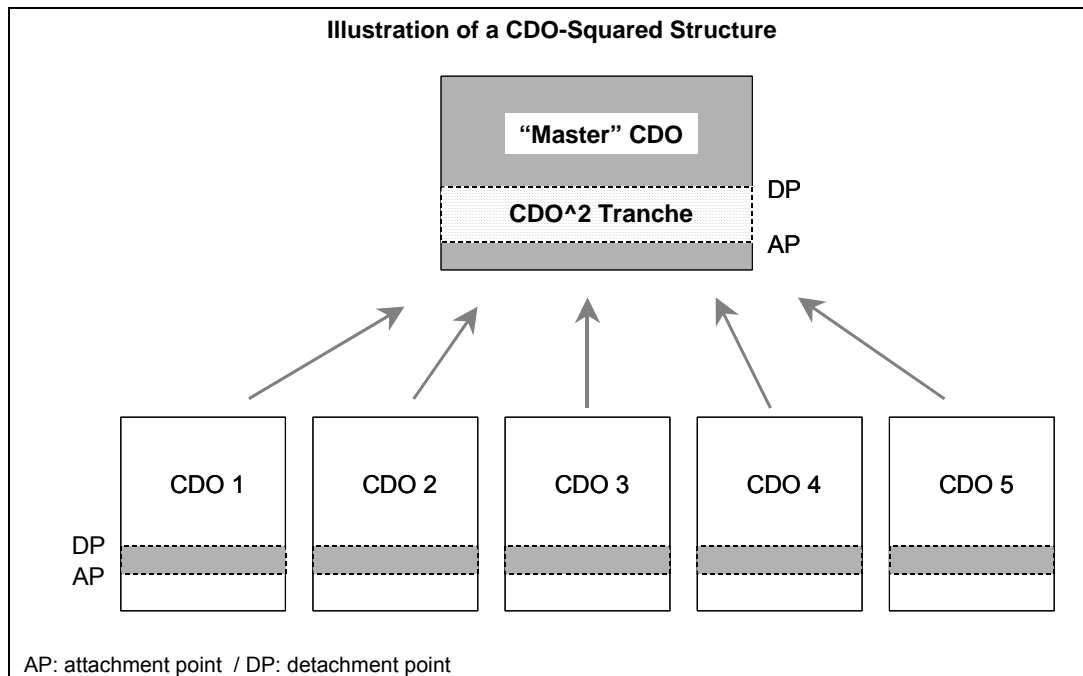 Illustration of a CDO-Squared Structure
“Master” CDO
DP
CDO^2 Tranche
AP
CDO 1 CDO 2 CDO 3 CDO 4 CDO 5
DP
AP
AP: attachment point / DP: detachment point